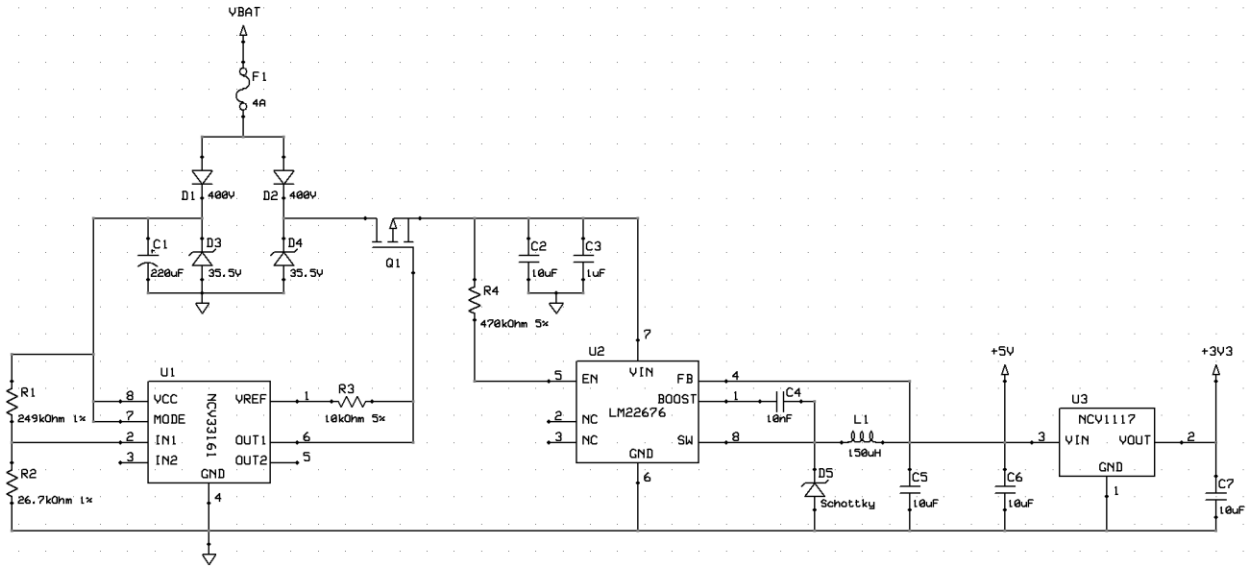 VBAT
F1
4A
D1 400V
D2 400V
C1
220uF
D3
35.5V
D4
35.5V
Q1
R4
470kOhm 5%
C2
10uF
C3
1uF
R1
249kOhm 1%
R2
26.7kOhm 1%
U1
NCV33161
8 VCC
7 MODE
2 IN1
3 IN2
VREF 1
OUT1 6
OUT2 5
GND
4
R3
10kOhm 5%
U2
LM22676
7
VIN
5 EN
2 NC
3 NC
FB 4
BOOST 1
SW 8
GND
6
C4
10nF
L1
150uH
D5
Schottky
C5
10uF
+5V
C6
10uF
U3
NCV1117
3 VIN
VOUT 2
GND
1
+3V3
C7
10uF